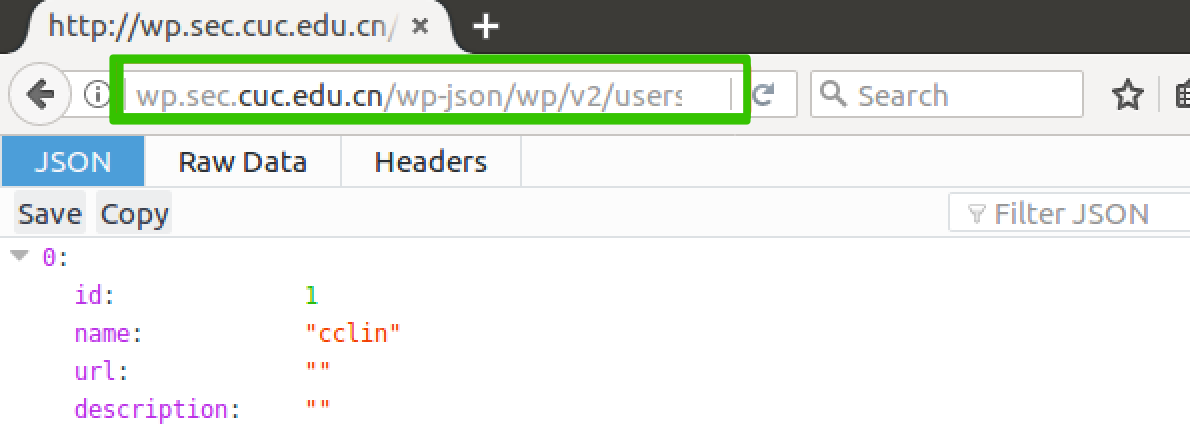 http://wp.sec.cuc.edu.cn/
wp.sec.cuc.edu.cn/wp-json/wp/v2/users Search
JSON Raw Data Headers
Save Copy Filter JSON
0:
id: 1
name: "cclin"
url: ""
description: ""